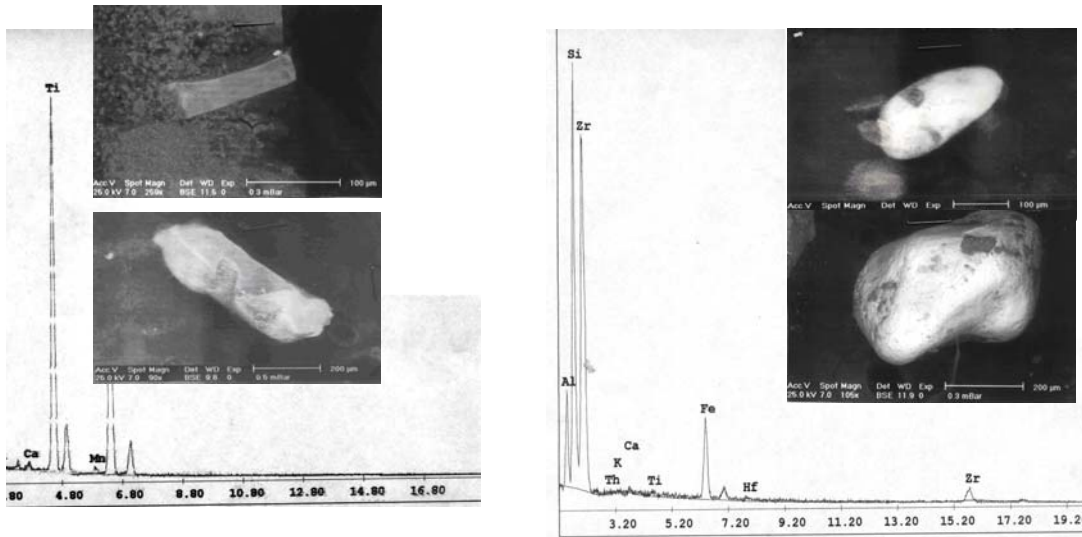 Ti
Acc.V Spot Magn Det WD Exp 100 µm
25.0 kV 7.0 259x BSE 11.5 0 0.3 mBar
Acc.V Spot Magn Det WD Exp 200 µm
25.0 kV 7.0 90x BSE 9.8 0 0.5 mBar
Ca Mn
.80 4.80 6.80 8.80 10.80 12.80 14.80 16.80
Si
Zr
Al
Acc.V Spot Magn Det WD Exp 100 µm
Acc.V Spot Magn Det WD Exp 200 µm
25.0 kV 7.0 105x BSE 11.9 0 0.3 mBar
Fe
Ca
K
Th Ti Hf Zr
3.20 5.20 7.20 9.20 11.20 13.20 15.20 17.20 19.20